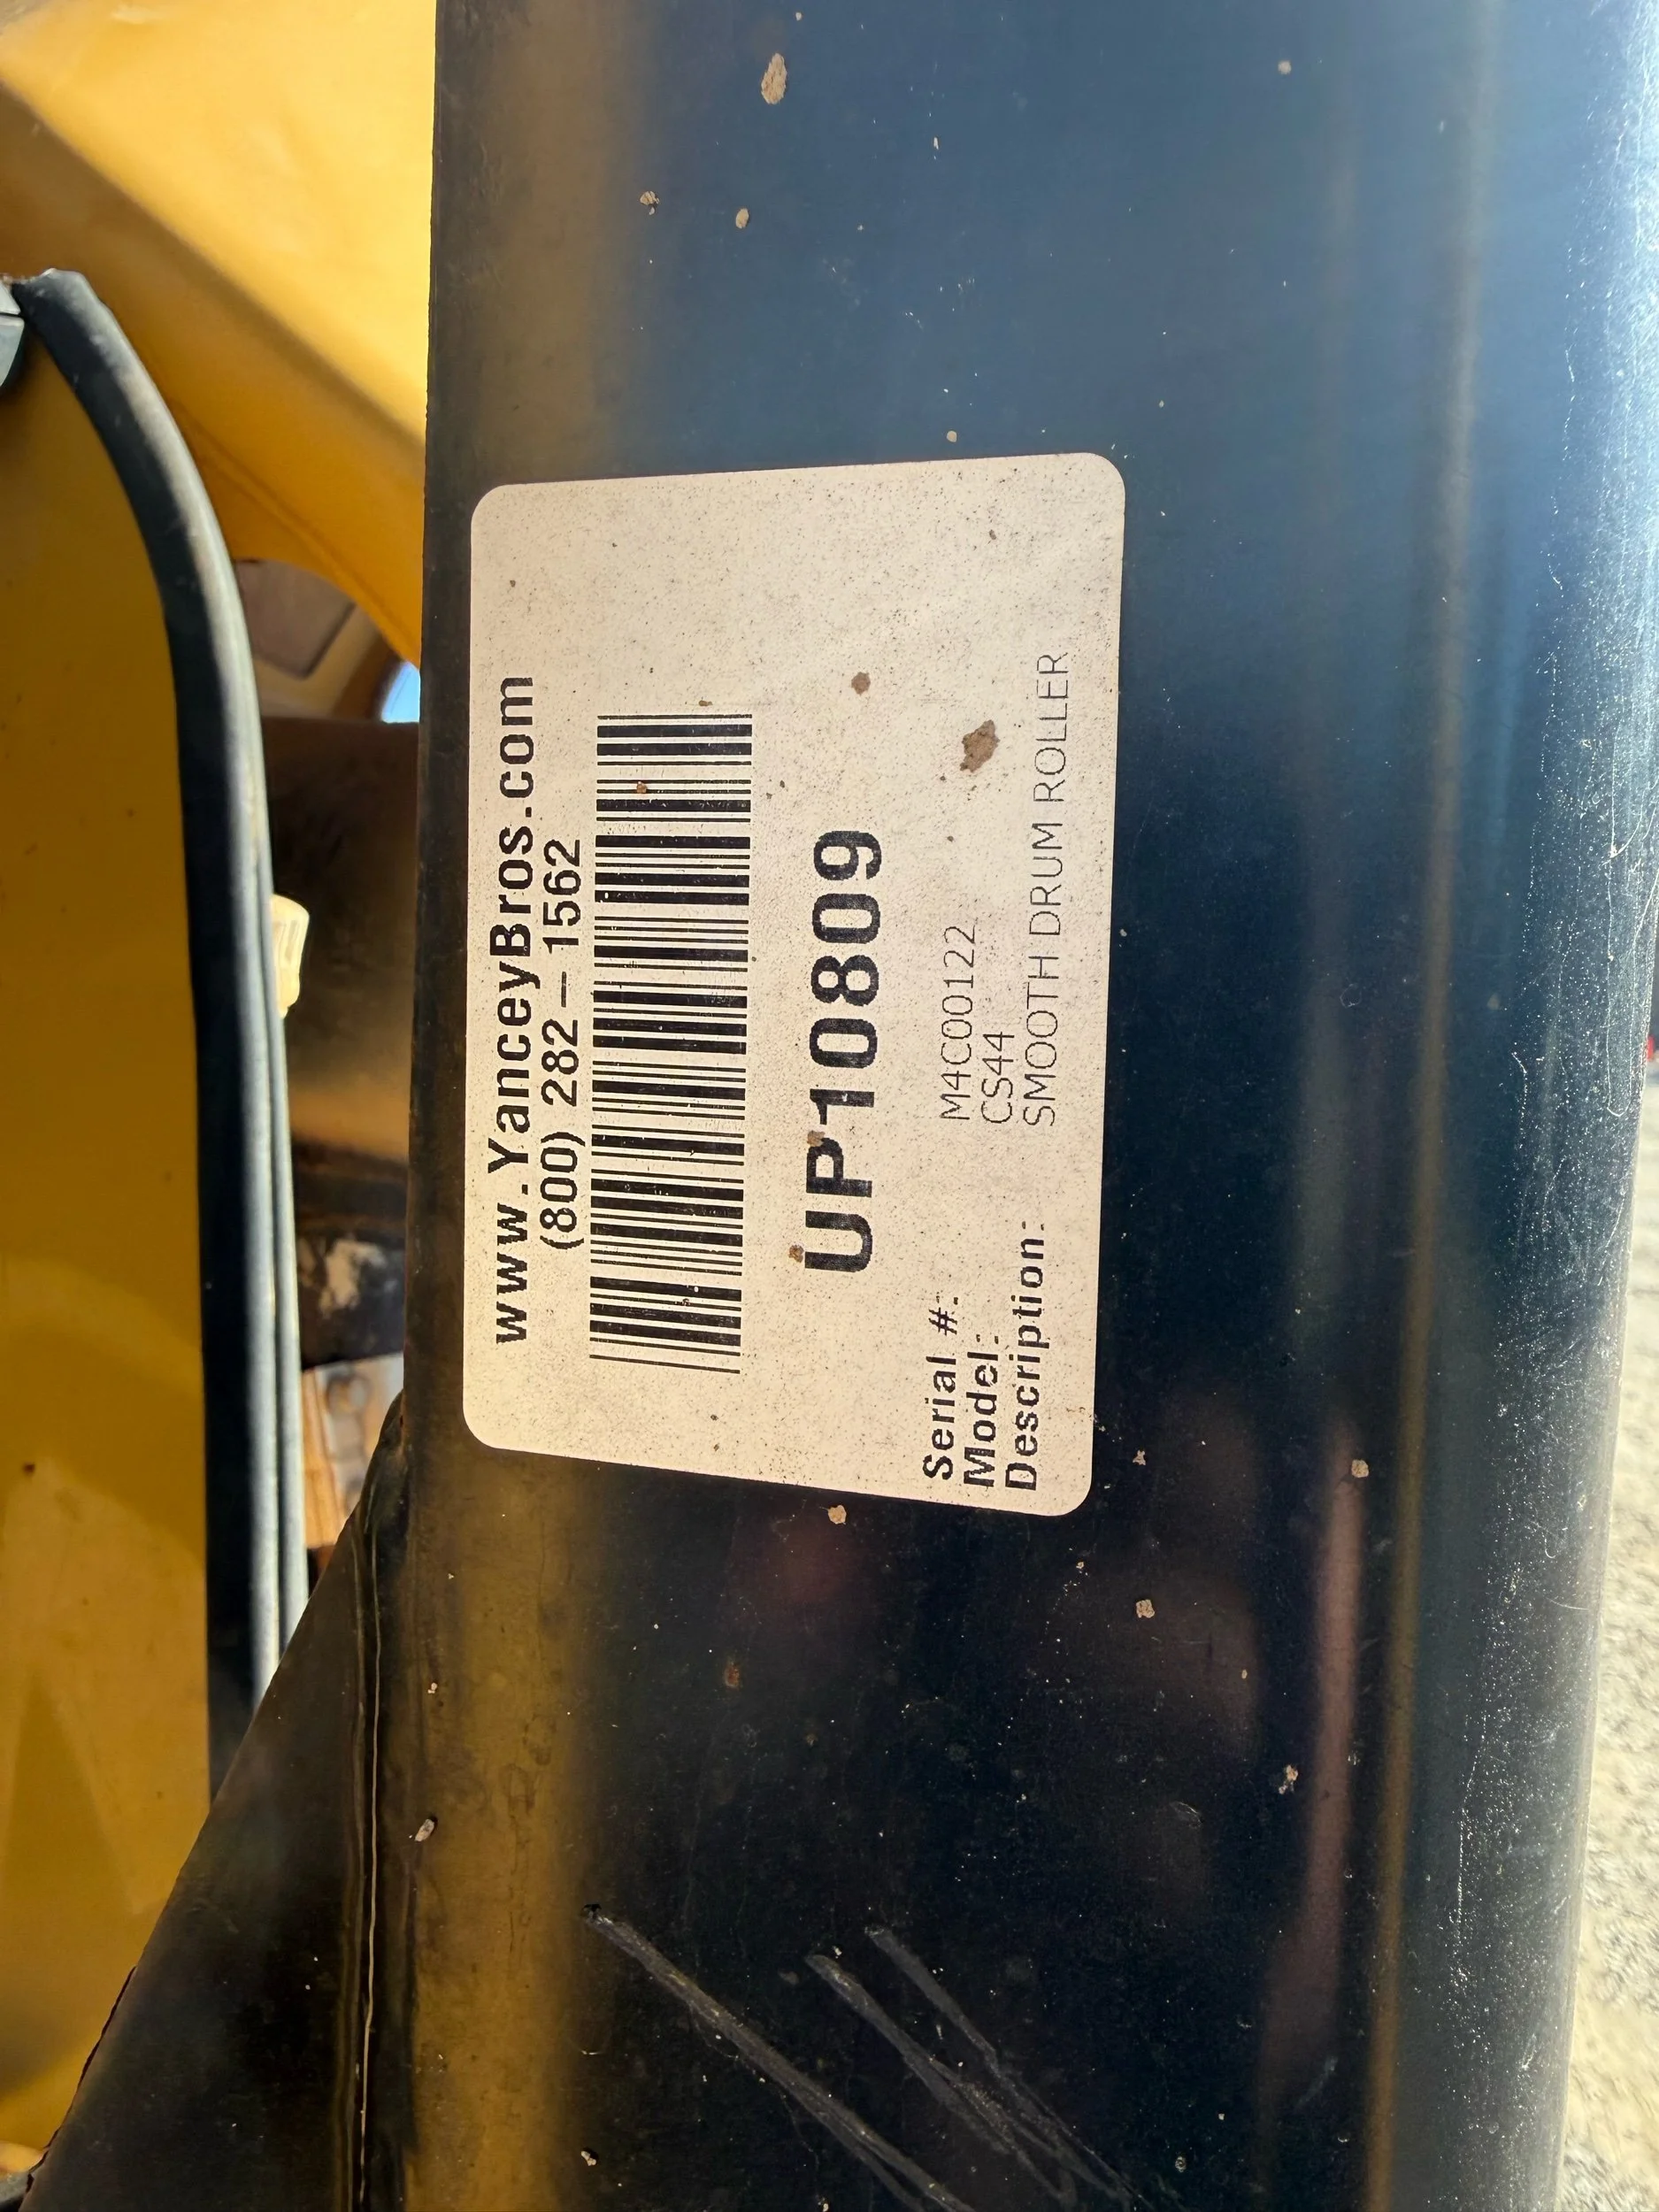 www.YanceyBros.com
(800) 282-1562
UP10809
Serial #: M4C00122
Model: CS44
Description: SMOOTH DRUM ROLLER